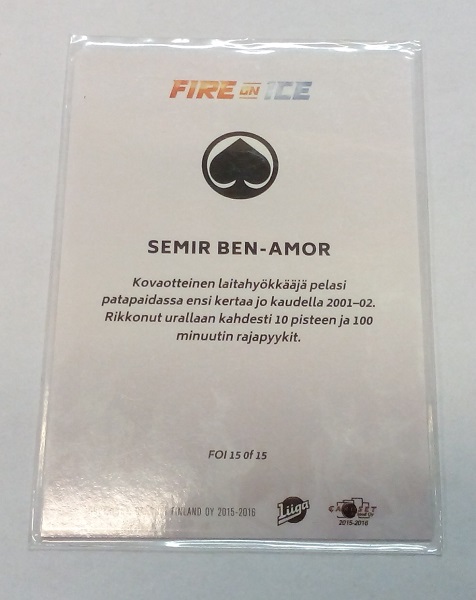 FIRE ON ICE
SEMIR BEN-AMOR
Kovaotteinen laitahyökkääjä pelasi
patapaidassa ensi kertaa jo kaudella 2001–02.
Rikkonut urallaan kahdesti 10 pisteen ja 100
minuutin rajapyykit.
FOI 15 0f 15
FINLAND OY 2015-2016
Liiga
2015-2016